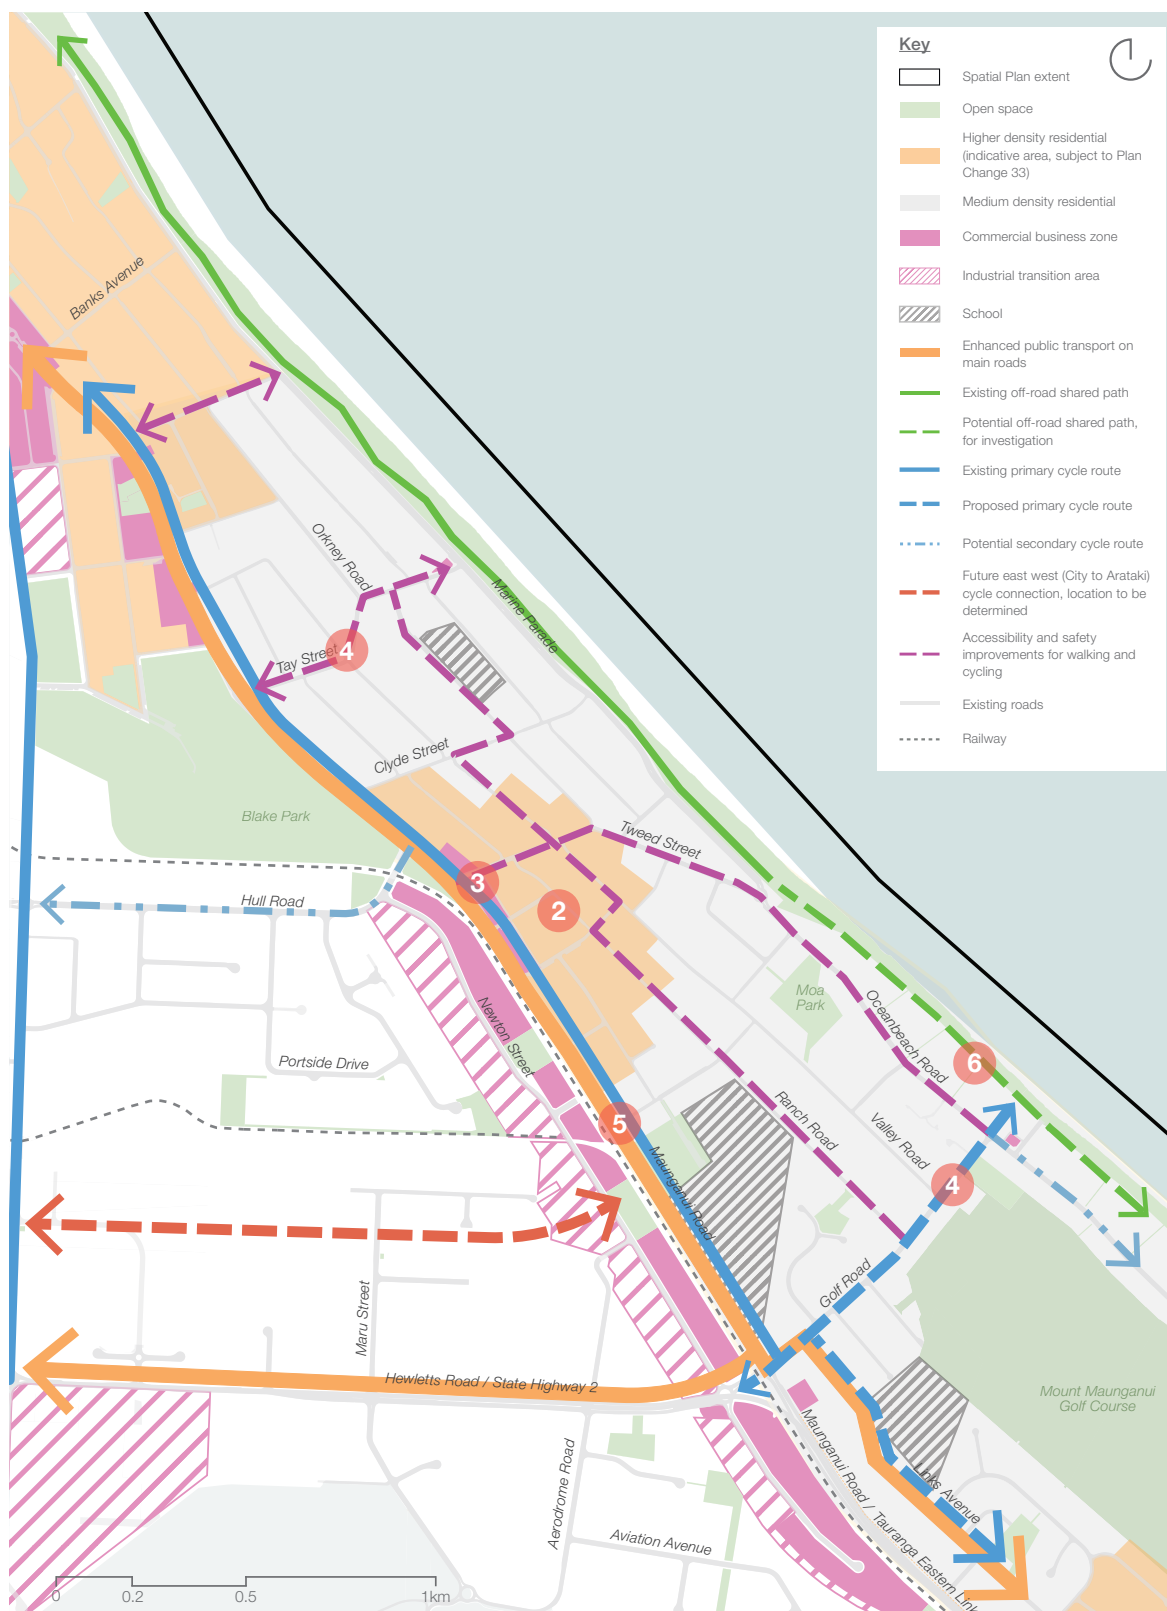 Key
Spatial Plan extent
Open space
Higher density residential
(indicative area, subject to Plan
Change 33)
Medium density residential
Commercial business zone
Industrial transition area
School
Enhanced public transport on
main roads
Existing off-road shared path
Potential off-road shared path,
for investigation
Existing primary cycle route
Proposed primary cycle route
Potential secondary cycle route
Future east west (City to Arataki)
cycle connection, location to be
determined
Accessibility and safety
improvements for walking and
cycling
Existing roads
Railway
Banks Avenue
Orkney Road
Marine Parade
Tay Street
4
Clyde Street
Blake Park
Tweed Street
3
2
Hull Road
Moa
Park
Oceanbeach Road
Newton Street
Portside Drive
6
5
Ranch Road
Valley Road
4
Maunganui Road
Golf Road
Maru Street
Hewletts Road / State Highway 2
Mount Maunganui
Golf Course
Maunganui Road / Tauranga Eastern Link
Links Avenue
Aerodrome Road
Aviation Avenue
0
0.2
0.5
1km